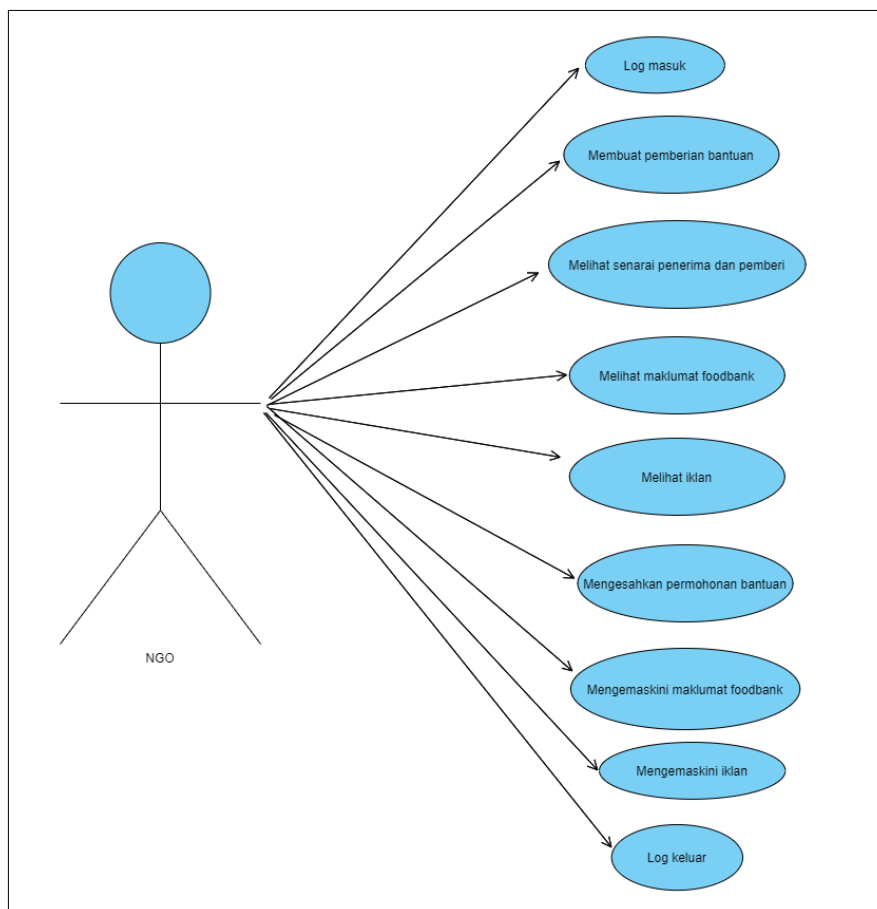 Log masuk
Membuat pemberian bantuan
Melihat senarai penerima dan pemberi
Melihat maklumat foodbank
Melihat iklan
Mengesahkan permohonan bantuan
NGO
Mengemaskini maklumat foodbank
Mengemaskini iklan
Log keluar